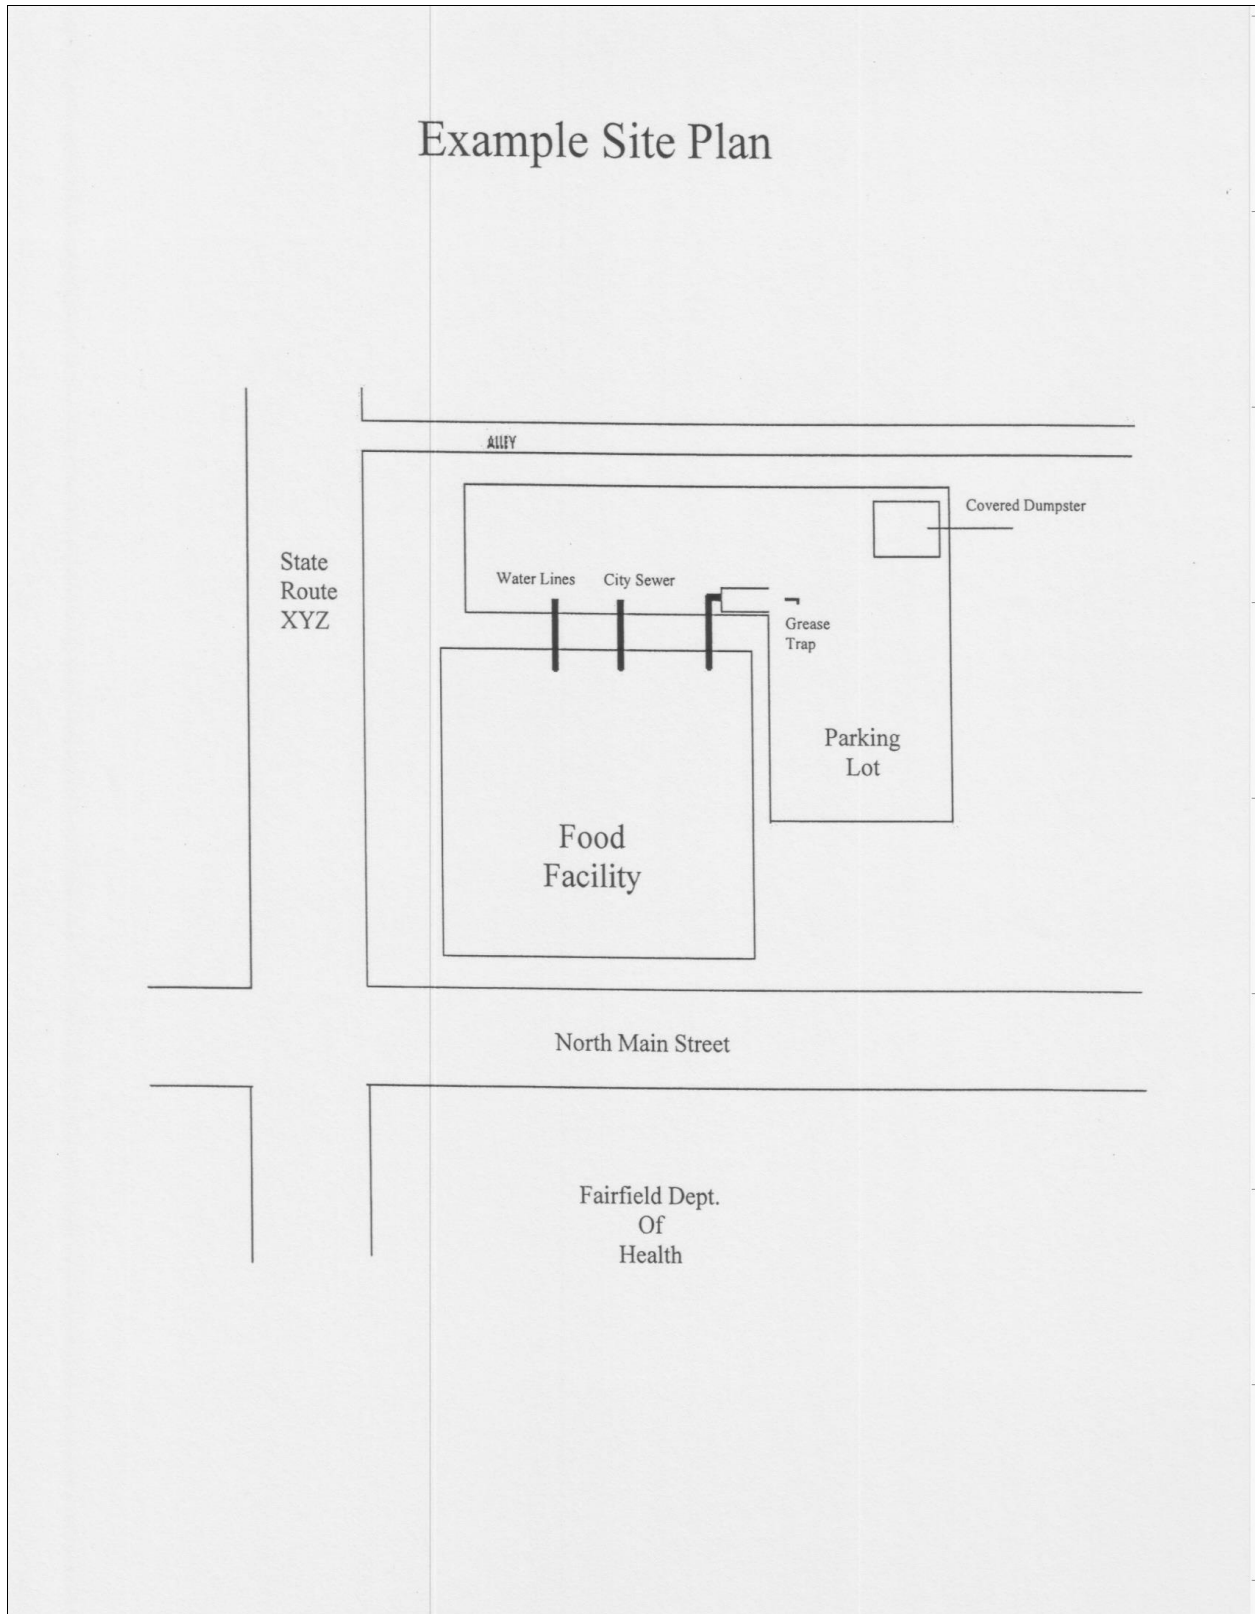 Example Site Plan
ALLEY
Covered Dumpster
State
Route
XYZ
Water Lines
City Sewer
Grease
Trap
Parking
Lot
Food
Facility
North Main Street
Fairfield Dept.
Of
Health